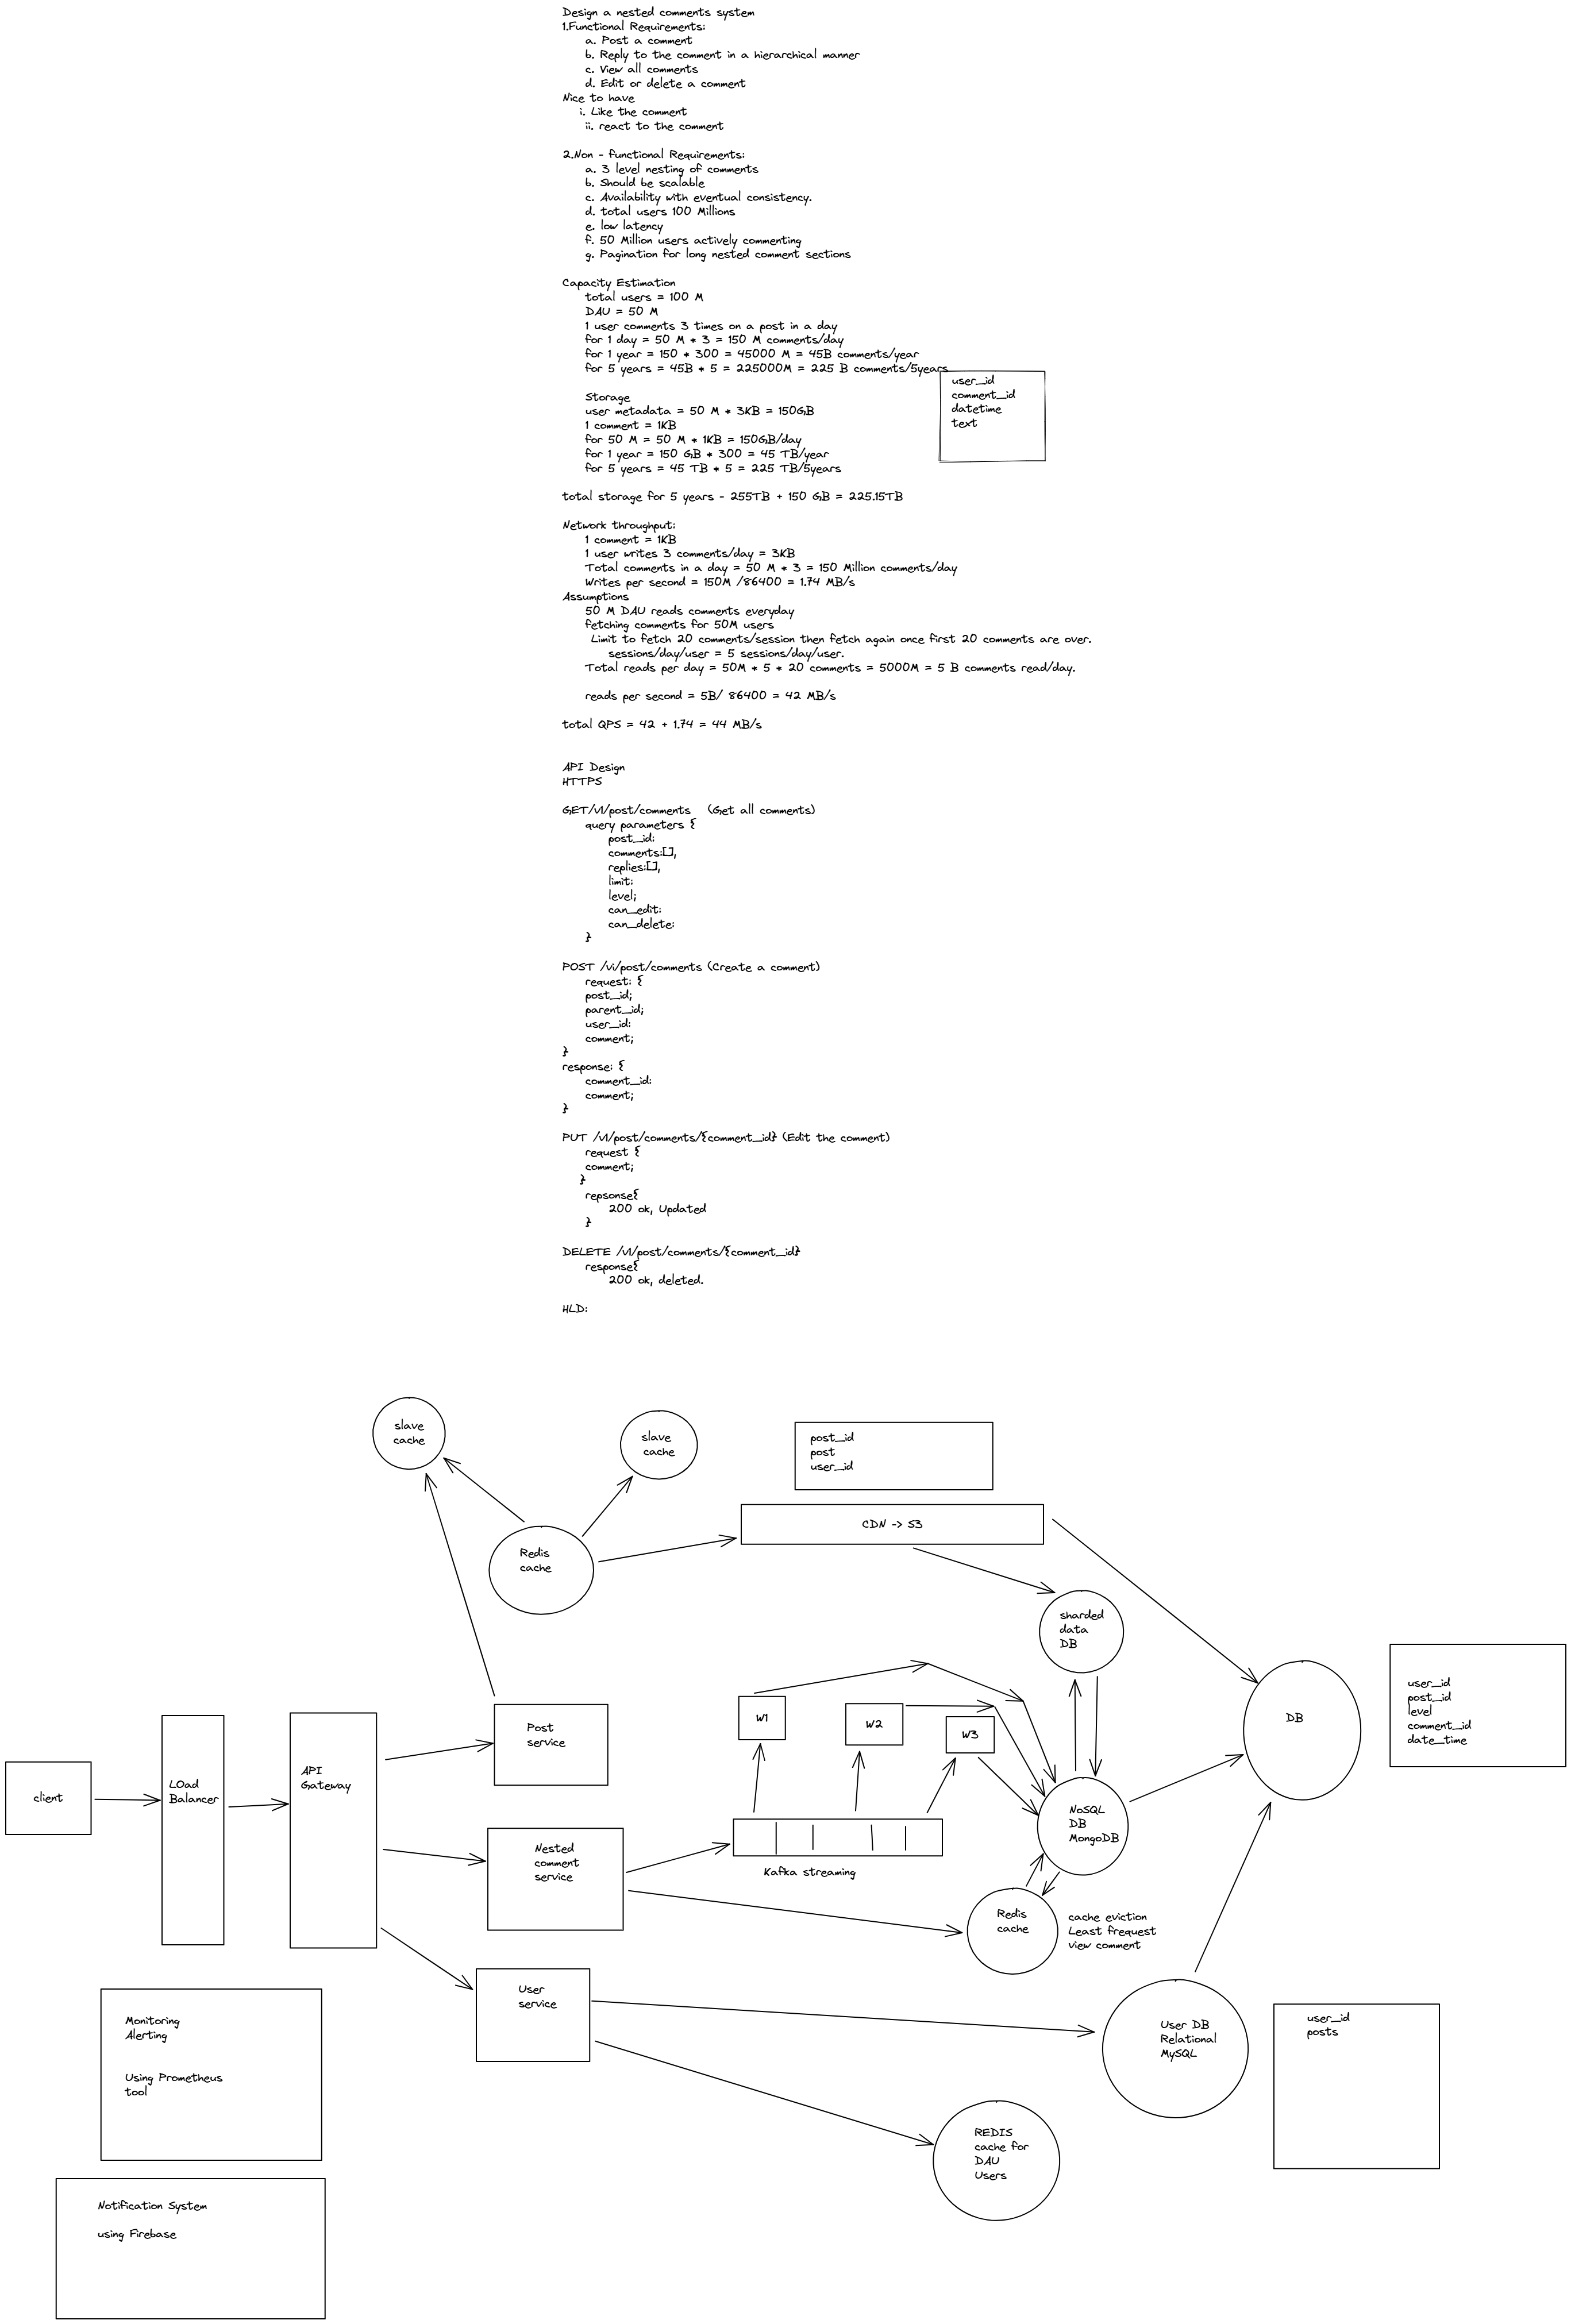 Design a nested comments system
1.Functional Requirements:
a. Post a comment
b. Reply to the comment in a hierarchical manner
c. View all comments
d. Edit or delete a comment
Nice to have
i. Like the comment
ii. react to the comment
2.Non - functional Requirements:
a. 3 level nesting of comments
b. Should be scalable
c. Availability with eventual consistency.
d. total users 100 Millions
e. low latency
f. 50 Million users actively commenting
g. Pagination for long nested comment sections
Capacity Estimation
total users = 100 M
DAU = 50 M
1 user comments 3 times on a post in a day
for 1 day = 50 M * 3 = 150 M comments/day
for 1 year = 150 * 300 = 45000 M = 45B comments/year
for 5 years = 45B * 5 = 225000M = 225 B comments/5years
user_id
comment_id
datetime
text
Storage
user metadata = 50 M * 3KB = 150GB
1 comment = 1KB
for 50 M = 50 M * 1KB = 150GB/day
for 1 year = 150 GB * 300 = 45 TB/year
for 5 years = 45 TB * 5 = 225 TB/5years
total storage for 5 years - 255TB + 150 GB = 225.15TB
Network throughput:
1 comment = 1KB
1 user writes 3 comments/day = 3KB
Total comments in a day = 50 M * 3 = 150 Million comments/day
Writes per second = 150M /86400 = 1.74 MB/s
Assumptions
50 M DAU reads comments everyday
fetching comments for 50M users
Limit to fetch 20 comments/session then fetch again once first 20 comments are over.
sessions/day/user = 5 sessions/day/user.
Total reads per day = 50M * 5 * 20 comments = 5000M = 5 B comments read/day.
reads per second = 5B/ 86400 = 42 MB/s
total QPS = 42 + 1.74 = 44 MB/s
API Design
HTTPS
GET/v1/post/comments (Get all comments)
query parameters {
post_id:
comments:[],
replies:[],
limit:
level;
can_edit:
can_delete:
}
POST /vi/post/comments (Create a comment)
request: {
post_id;
parent_id;
user_id:
comment;
}
response: {
comment_id:
comment;
}
PUT /v1/post/comments/{comment_id} (Edit the comment)
request {
comment;
}
repsonse{
200 ok, Updated
}
DELETE /v1/post/comments/{comment_id}
response{
200 ok, deleted.
HLD:
slave
cache
slave
cache
post_id
post
user_id
Redis
cache
CDN -> S3
sharded
data
DB
DB
user_id
post_id
level
comment_id
date_time
Post
service
W1
W2
W3
client
LOad
Balancer
API
Gateway
NoSQL
DB
MongoDB
Nested
comment
service
Kafka streaming
Redis
cache
cache eviction
Least frequest
view comment
User
service
User DB
Relational
MySQL
user_id
posts
Monitoring
Alerting
Using Prometheus
tool
REDIS
cache for
DAU
Users
Notification System
using Firebase